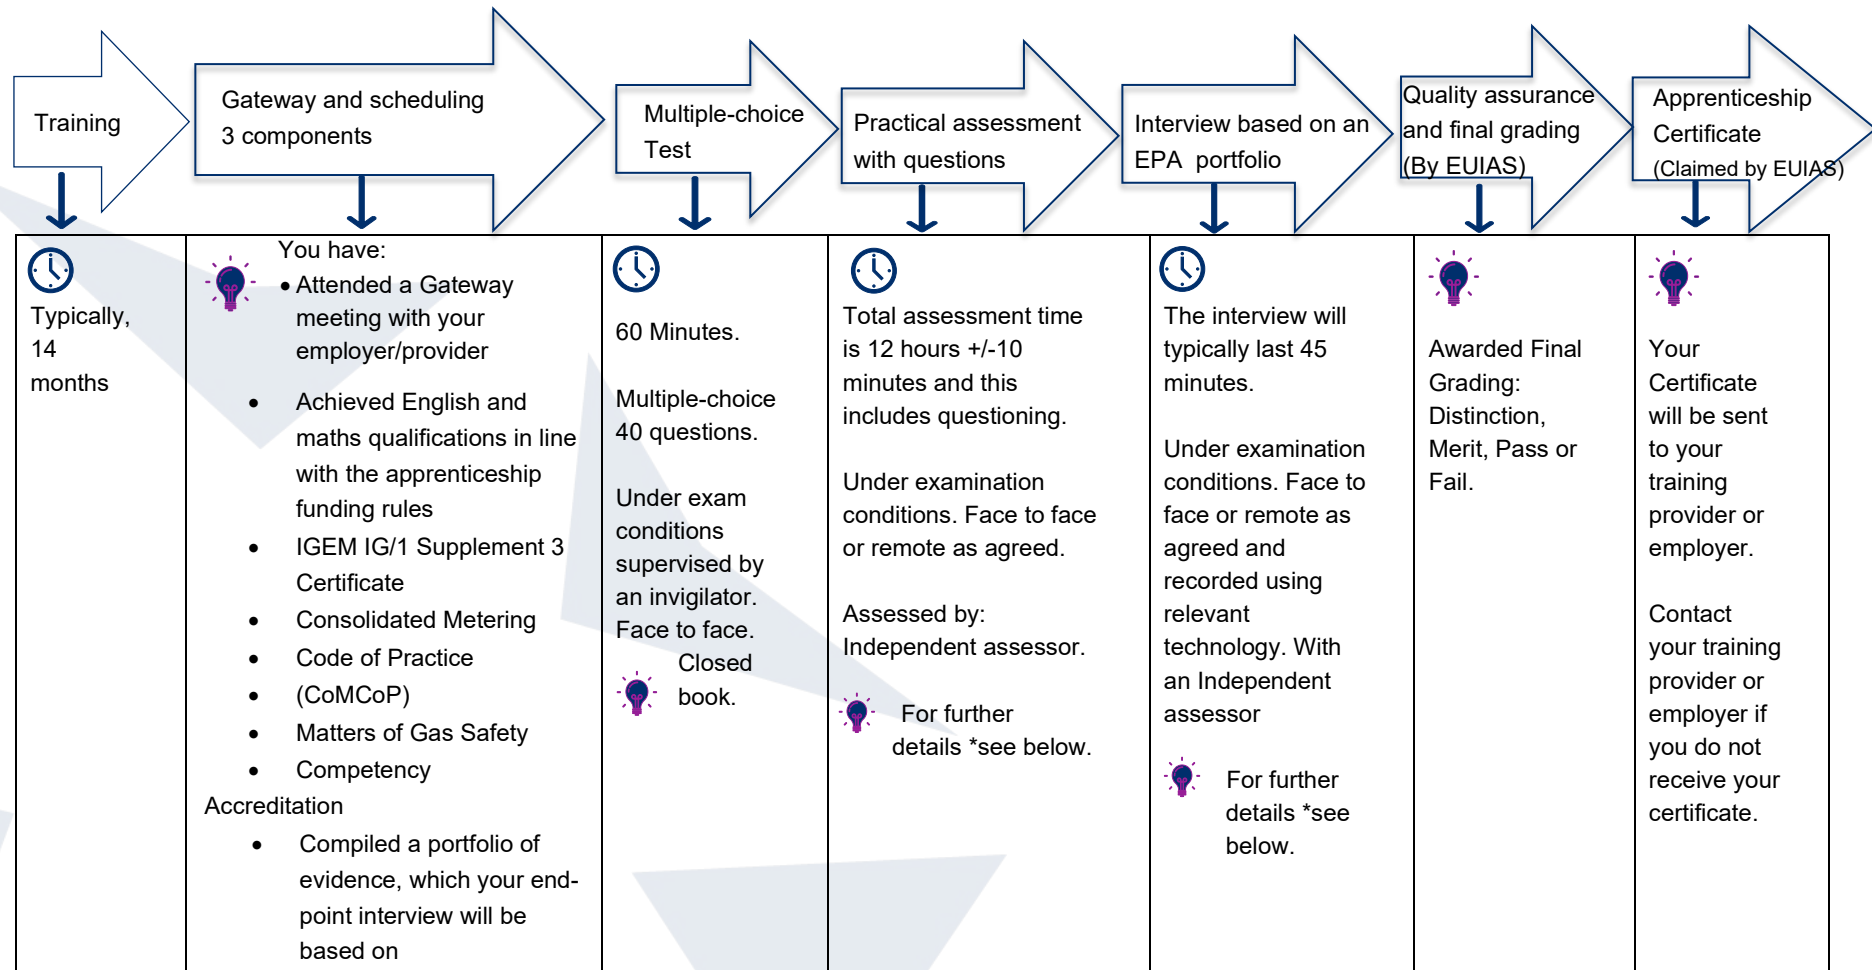 Training
Gateway and scheduling
3 components
Multiple-choice
Test
Practical assessment
with questions
Interview based on an
EPA portfolio
Quality assurance
and final grading
(By EUIAS)
Apprenticeship
Certificate
(Claimed by EUIAS)
Typically,
14
months
You have:
• Attended a Gateway
meeting with your
employer/provider
• Achieved English and
maths qualifications in line
with the apprenticeship
funding rules
• IGEM IG/1 Supplement 3
Certificate
• Consolidated Metering
• Code of Practice
• (CoMCoP)
• Matters of Gas Safety
• Competency
Accreditation
• Compiled a portfolio of
evidence, which your end-
point interview will be
based on
60 Minutes.
Multiple-choice
40 questions.
Under exam
conditions
supervised by
an invigilator.
Face to face.
Closed
book.
Total assessment time
is 12 hours +/-10
minutes and this
includes questioning.
Under examination
conditions. Face to face
or remote as agreed.
Assessed by:
Independent assessor.
For further
details *see below.
The interview will
typically last 45
minutes.
Under examination
conditions. Face to
face or remote as
agreed and
recorded using
relevant
technology. With
an Independent
assessor
For further
details *see
below.
Awarded Final
Grading:
Distinction,
Merit, Pass or
Fail.
Your
Certificate
will be sent
to your
training
provider or
employer.
Contact
your training
provider or
employer if
you do not
receive your
certificate.